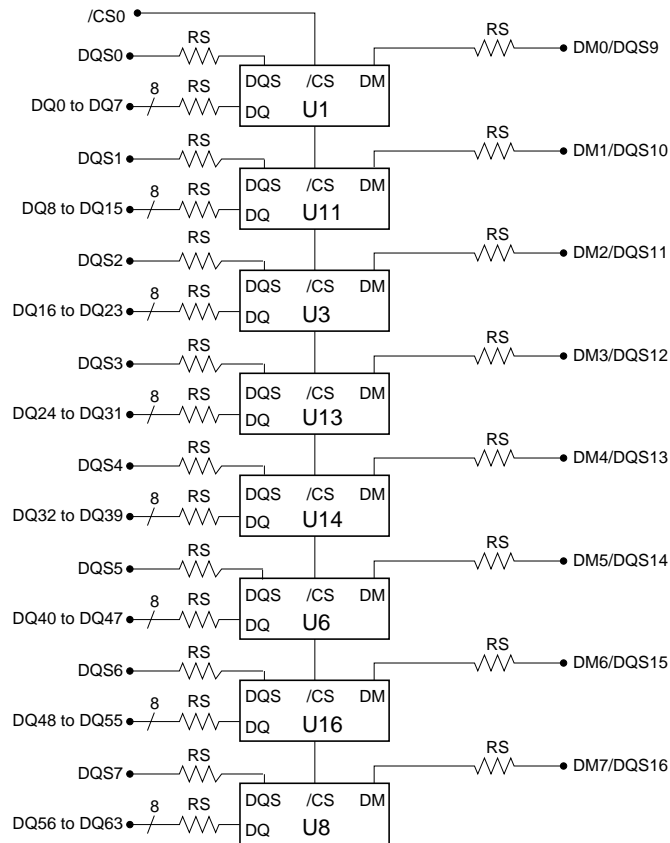 /CS0
RS
RS
DQS0
DM0/DQS9
8
RS
DQS /CS DM
DQ0 to DQ7
DQ
U1
RS
RS
DQS1
DM1/DQS10
8
RS
DQS /CS DM
DQ8 to DQ15
DQ
U11
RS
RS
DQS2
DM2/DQS11
8
RS
DQS /CS DM
DQ16 to DQ23
DQ
U3
RS
RS
DQS3
DM3/DQS12
8
RS
DQS /CS DM
DQ24 to DQ31
DQ
U13
RS
RS
DQS4
DM4/DQS13
8
RS
DQS /CS DM
DQ32 to DQ39
DQ
U14
RS
RS
DQS5
DM5/DQS14
8
RS
DQS /CS DM
DQ40 to DQ47
DQ
U6
RS
RS
DQS6
DM6/DQS15
8
RS
DQS /CS DM
DQ48 to DQ55
DQ
U16
RS
RS
DQS7
DM7/DQS16
8
RS
DQS /CS DM
DQ56 to DQ63
DQ
U8